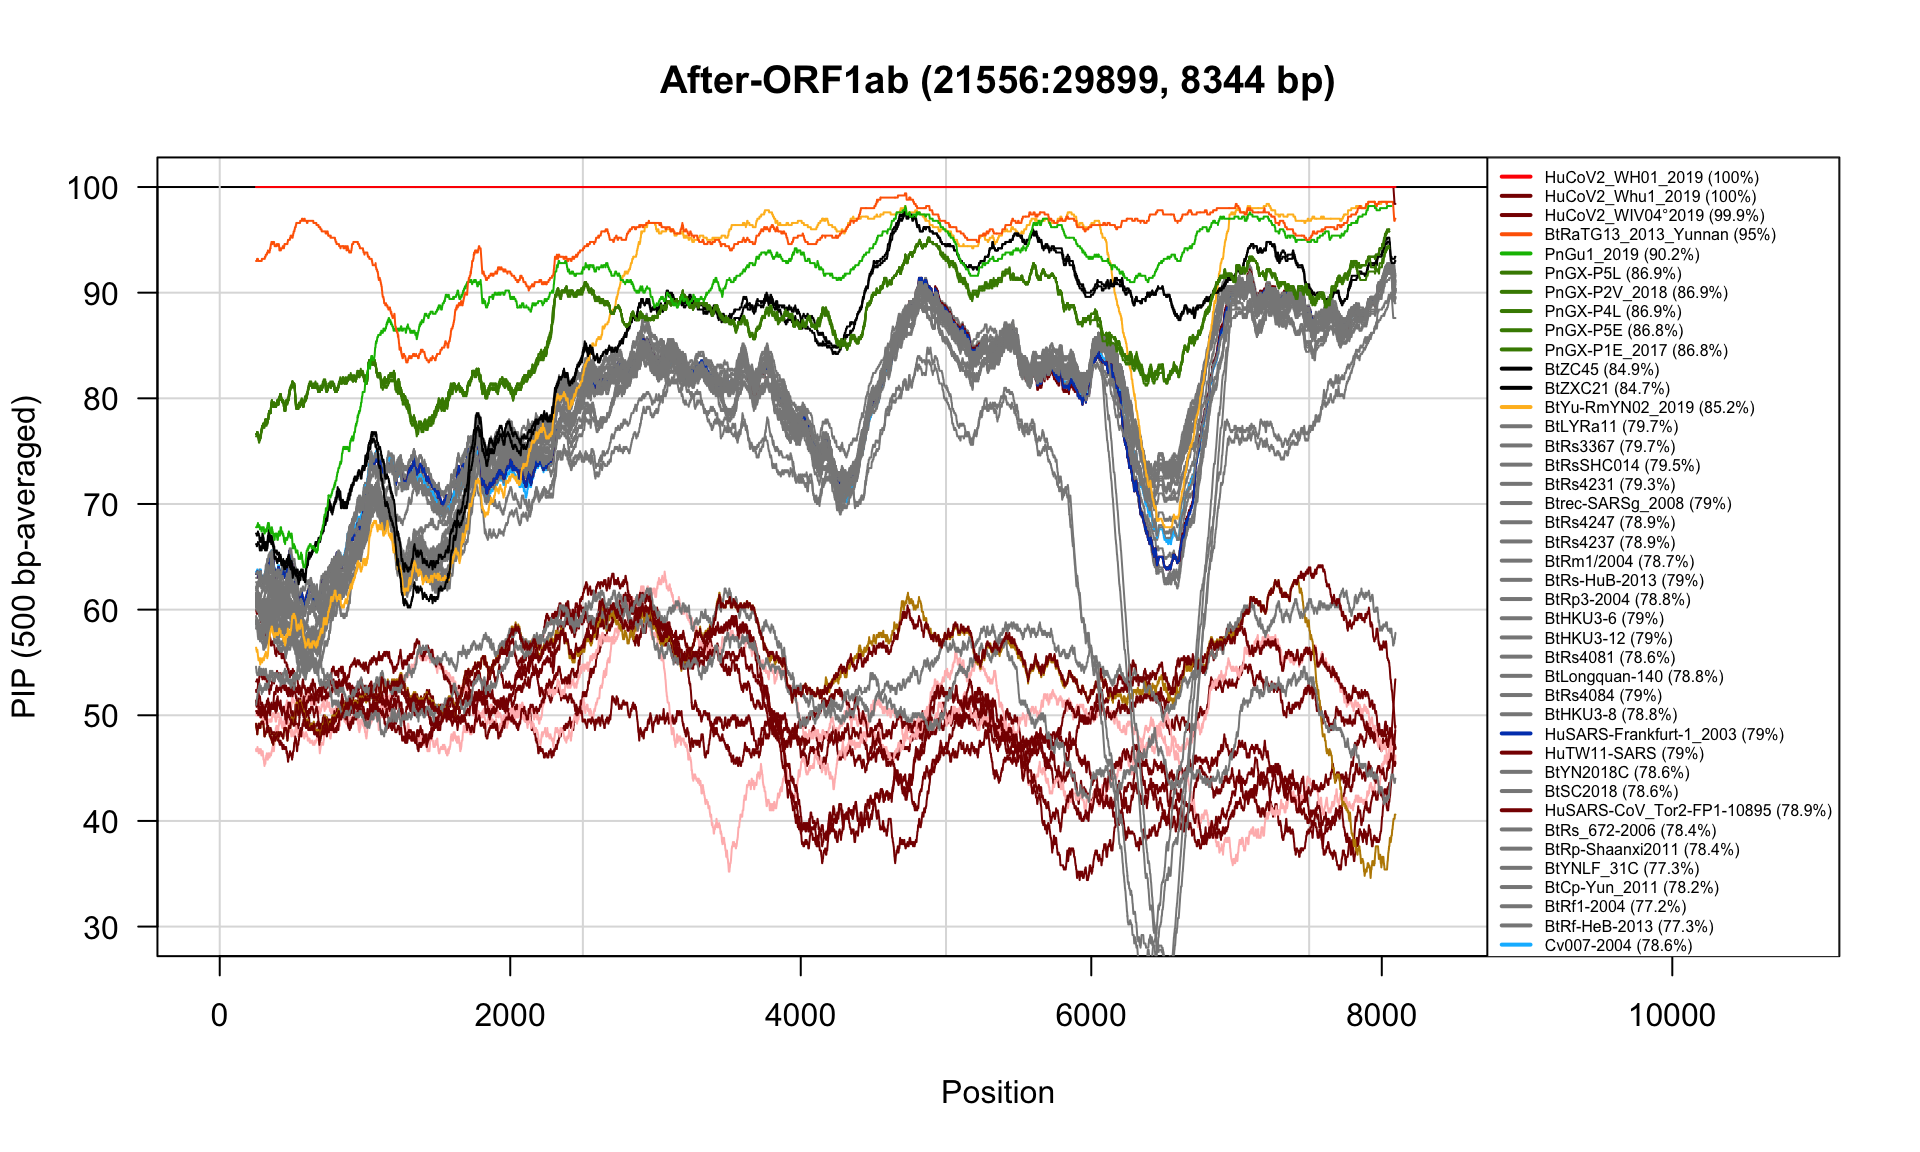 After-ORF1ab (21556:29899, 8344 bp)
PIP (500 bp-averaged)
100
90
80
70
60
50
40
30
0 2000 4000 6000 8000 10000
Position
HuCoV2_WH01_2019 (100%)
HuCoV2_Whu1_2019 (100%)
HuCoV2_WIV04°2019 (99.9%)
BtRaTG13_2013_Yunnan (95%)
PnGu1_2019 (90.2%)
PnGX-P5L (86.9%)
PnGX-P2V_2018 (86.9%)
PnGX-P4L (86.9%)
PnGX-P5E (86.8%)
PnGX-P1E_2017 (86.8%)
BtZC45 (84.9%)
BtZXC21 (84.7%)
BtYu-RmYN02_2019 (85.2%)
BtLYRa11 (79.7%)
BtRs3367 (79.7%)
BtRsSHC014 (79.5%)
BtRs4231 (79.3%)
Btrec-SARSg_2008 (79%)
BtRs4247 (78.9%)
BtRs4237 (78.9%)
BtRm1/2004 (78.7%)
BtRs-HuB-2013 (79%)
BtRp3-2004 (78.8%)
BtHKU3-6 (79%)
BtHKU3-12 (79%)
BtRs4081 (78.6%)
BtLongquan-140 (78.8%)
BtRs4084 (79%)
BtHKU3-8 (78.8%)
HuSARS-Frankfurt-1_2003 (79%)
HuTW11-SARS (79%)
BtYN2018C (78.6%)
BtSC2018 (78.6%)
HuSARS-CoV_Tor2-FP1-10895 (78.9%)
BtRs_672-2006 (78.4%)
BtRp-Shaanxi2011 (78.4%)
BtYNLF_31C (77.3%)
BtCp-Yun_2011 (78.2%)
BtRf1-2004 (77.2%)
BtRf-HeB-2013 (77.3%)
Cv007-2004 (78.6%)